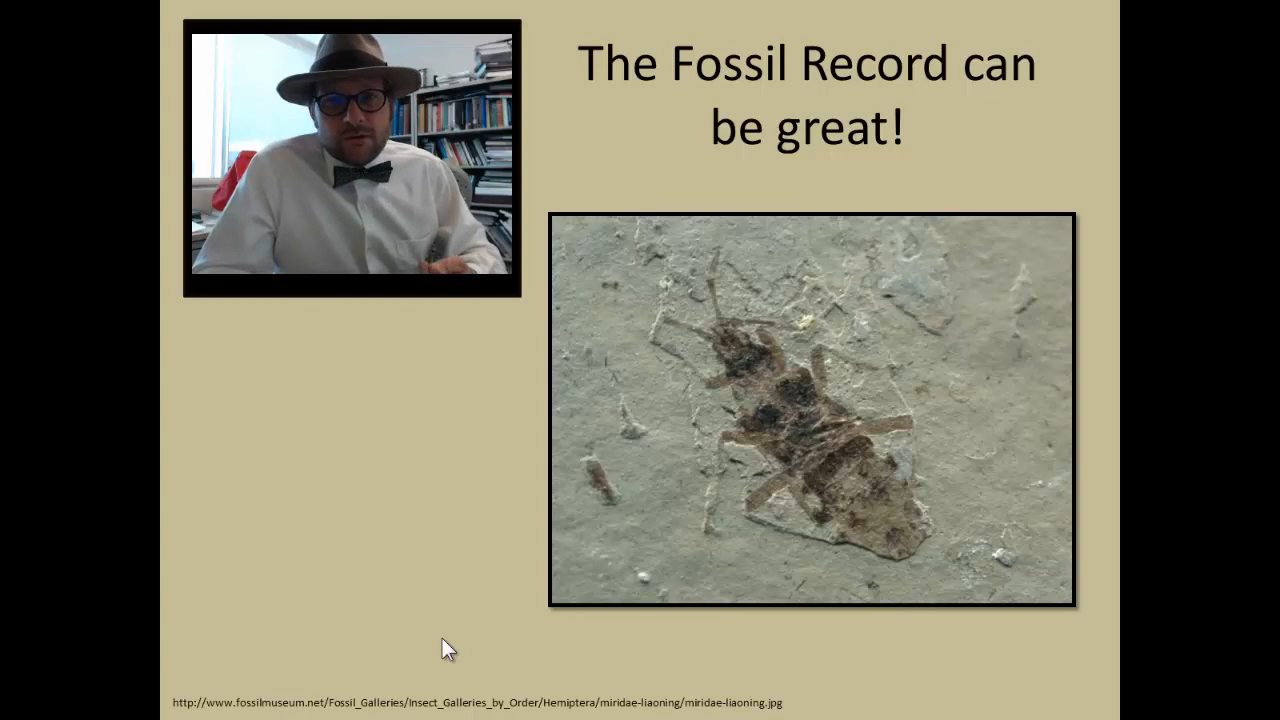 The Fossil Record can
be great!
http://www.fossilmuseum.net/Fossil_Galleries/Insect_Galleries_by_Order/Hemiptera/miridae-liaoning/miridae-liaoning.jpg